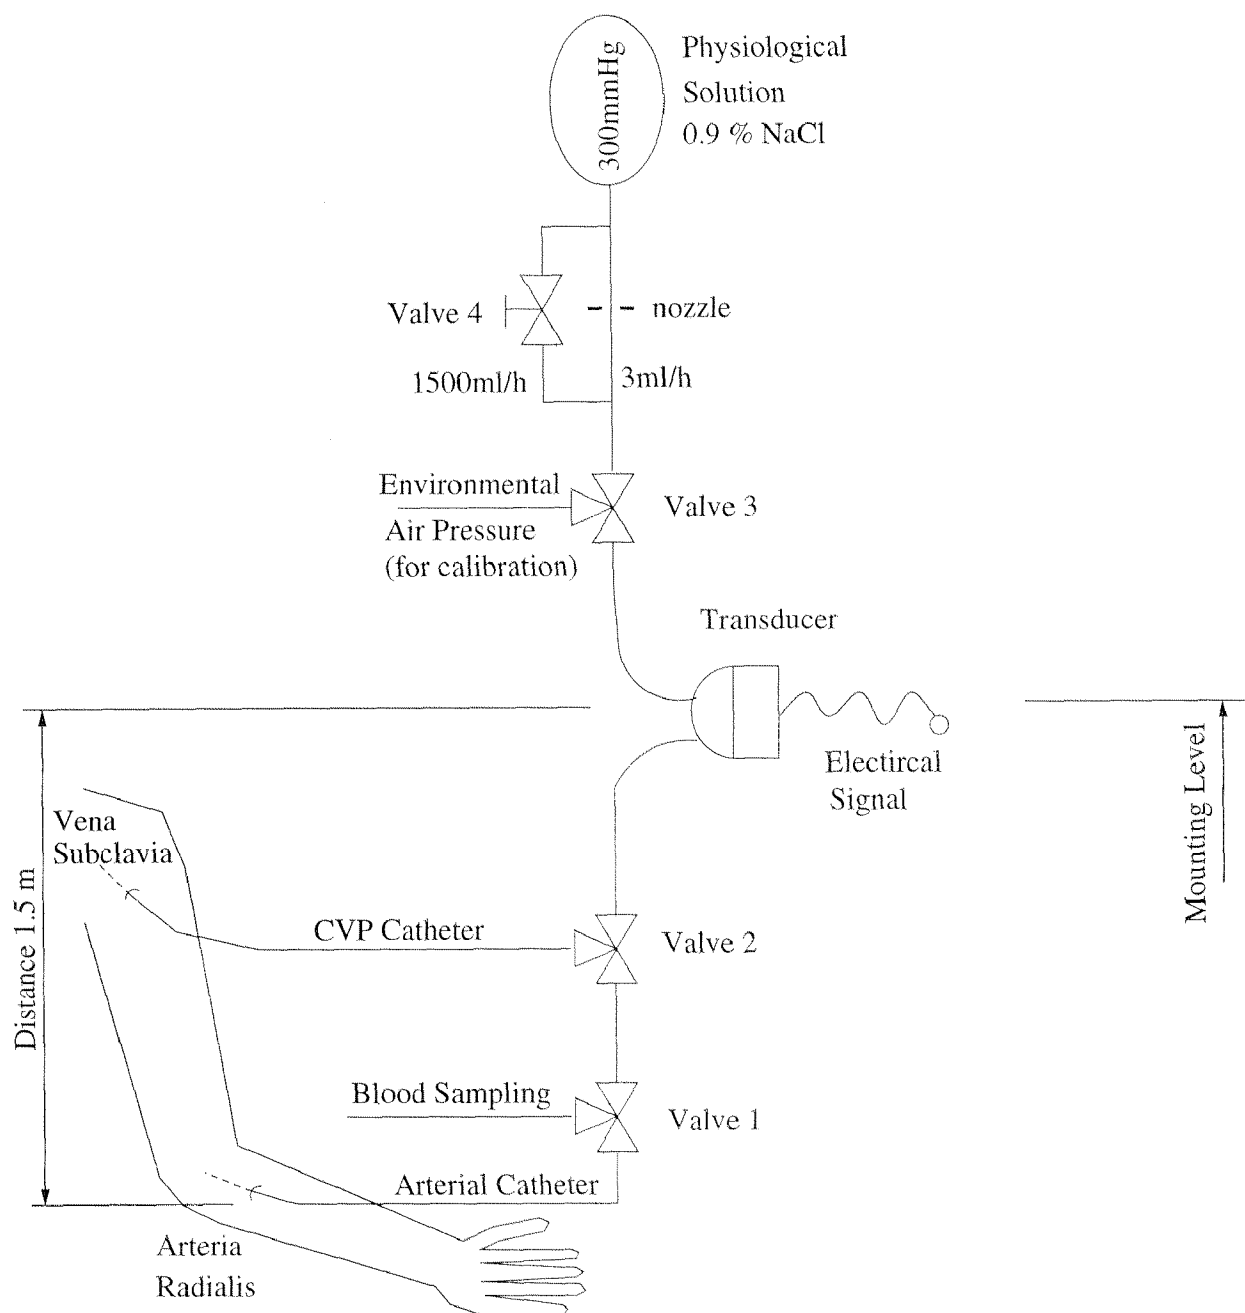 300mmHg
Physiological
Solution
0.9 % NaCl
Valve 4
nozzle
1500ml/h
3ml/h
Environmental
Air Pressure
(for calibration)
Valve 3
Transducer
Electircal
Signal
Mounting Level
Distance 1.5 m
Vena
Subclavia
CVP Catheter
Valve 2
Blood Sampling
Valve 1
Arterial Catheter
Arteria
Radialis